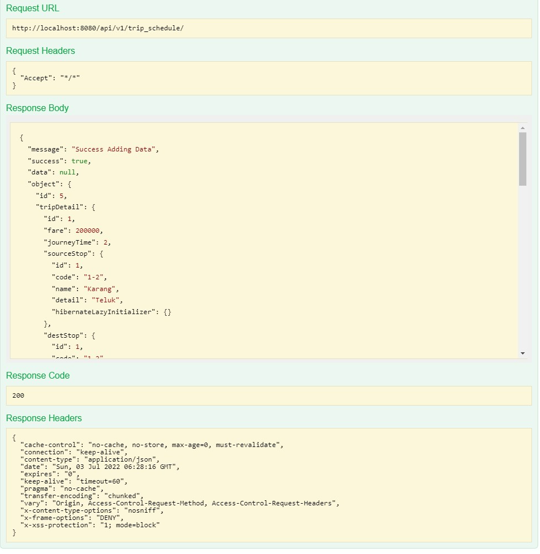 Request URL
http://localhost:8080/api/v1/trip_schedule/
Request Headers
{
"Accept": "*/*"
}
Response Body
{
"message": "Success Adding Data",
"success": true,
"data": null,
"object": {
"id": 5,
"tripDetail": {
"id": 1,
"fare": 200000,
"journeyTime": 2,
"sourceStop": {
"id": 1,
"code": "1-2",
"name": "Karang",
"detail": "Teluk",
"hibernateLazyInitializer": {}
},
"destStop": {
"id": 1,
"code": "1-2",
Response Code
200
Response Headers
{
"cache-control": "no-cache, no-store, max-age=0, must-revalidate",
"connection": "keep-alive",
"content-type": "application/json",
"date": "Sun, 03 Jul 2022 06:28:16 GMT",
"expires": "0",
"keep-alive": "timeout=60",
"pragma": "no-cache",
"transfer-encoding": "chunked",
"vary": "Origin, Access-Control-Request-Method, Access-Control-Request-Headers",
"x-content-type-options": "nosniff",
"x-frame-options": "DENY",
"x-xss-protection": "1; mode=block"
}